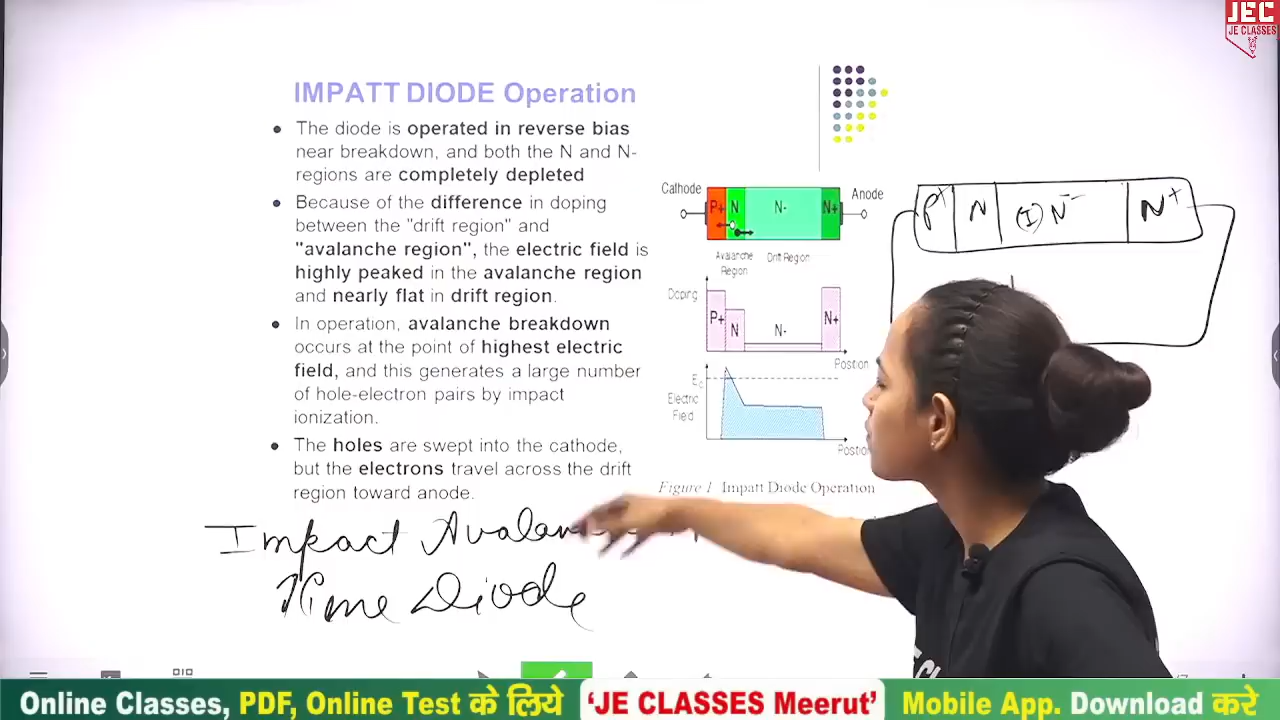 JEC
JE CLASSES
IMPATT DIODE Operation
• The diode is operated in reverse bias
near breakdown, and both the N and N-
regions are completely depleted
• Because of the difference in doping
between the "drift region" and
"avalanche region", the electric field is
highly peaked in the avalanche region
and nearly flat in drift region.
• In operation, avalanche breakdown
occurs at the point of highest electric
field, and this generates a large number
of hole-electron pairs by impact
ionization.
• The holes are swept into the cathode,
but the electrons travel across the drift
region toward anode.
Cathode
Anode
P+ N N- N+
Avalanche
Region
Drift Region
Doping
P+ N N- N+
Position
Ec
Electric
Field
Position
Figure 1 Impatt Diode Operation
P+ N (I) N- N+
Impact
Time Diode
Online Classes, PDF, Online Test के लिये 'JE CLASSES Meerut' Mobile App. Download करे